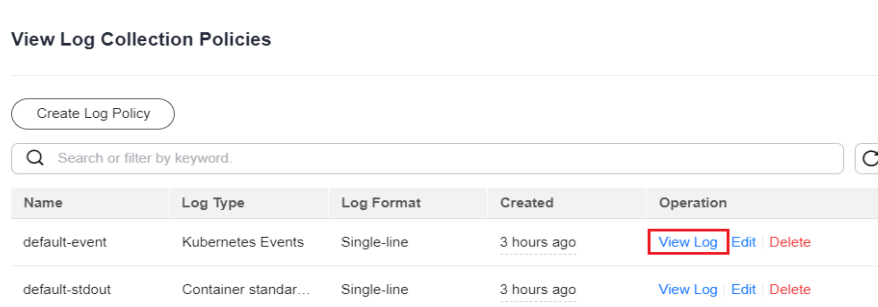 View Log Collection Policies
Create Log Policy
Search or filter by keyword.
Name Log Type Log Format Created Operation
default-event Kubernetes Events Single-line 3 hours ago View Log Edit Delete
default-stdout Container standar... Single-line 3 hours ago View Log Edit Delete